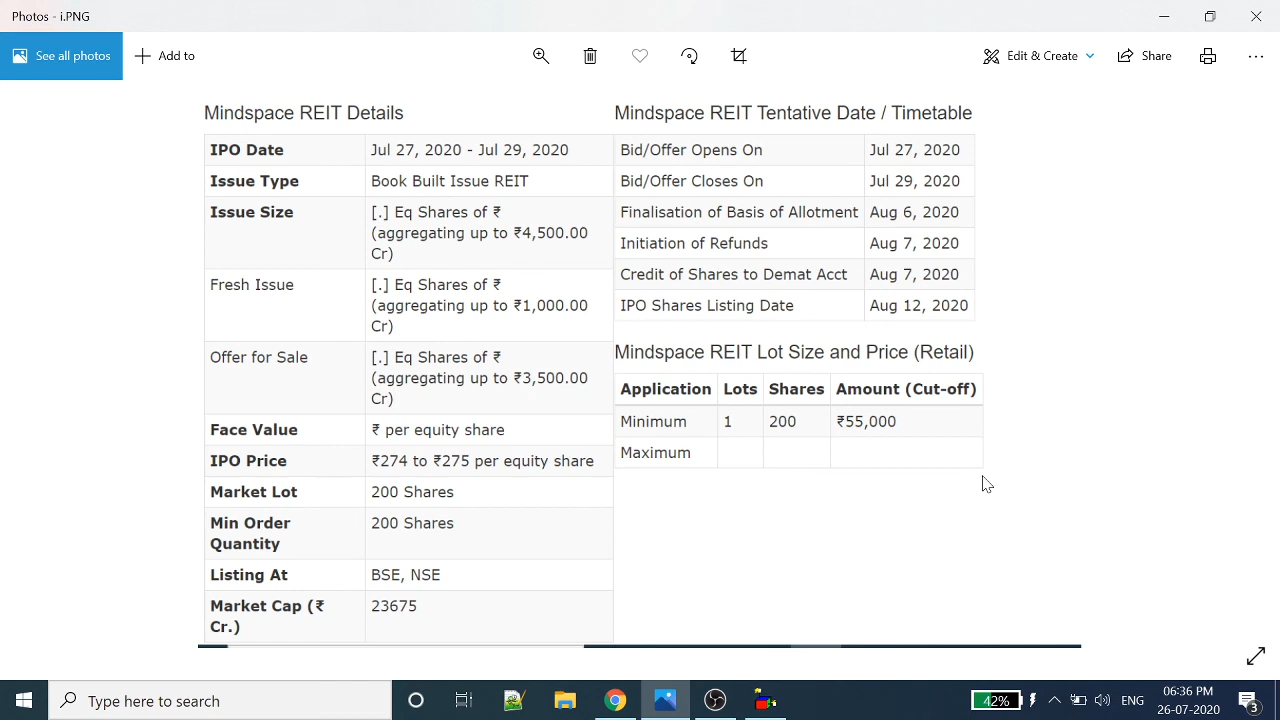 Photos - i.PNG
See all photos
Add to
Edit & Create
Share
Mindspace REIT Details
IPO Date Jul 27, 2020 - Jul 29, 2020
Issue Type Book Built Issue REIT
Issue Size [.] Eq Shares of ₹
(aggregating up to ₹4,500.00
Cr)
Fresh Issue [.] Eq Shares of ₹
(aggregating up to ₹1,000.00
Cr)
Offer for Sale [.] Eq Shares of ₹
(aggregating up to ₹3,500.00
Cr)
Face Value ₹ per equity share
IPO Price ₹274 to ₹275 per equity share
Market Lot 200 Shares
Min Order 200 Shares
Quantity
Listing At BSE, NSE
Market Cap (₹ 23675
Cr.)
Mindspace REIT Tentative Date / Timetable
Bid/Offer Opens On Jul 27, 2020
Bid/Offer Closes On Jul 29, 2020
Finalisation of Basis of Allotment Aug 6, 2020
Initiation of Refunds Aug 7, 2020
Credit of Shares to Demat Acct Aug 7, 2020
IPO Shares Listing Date Aug 12, 2020
Mindspace REIT Lot Size and Price (Retail)
Application Lots Shares Amount (Cut-off)
Minimum 1 200 ₹55,000
Maximum
Type here to search
42%
ENG
06:36 PM
26-07-2020
3